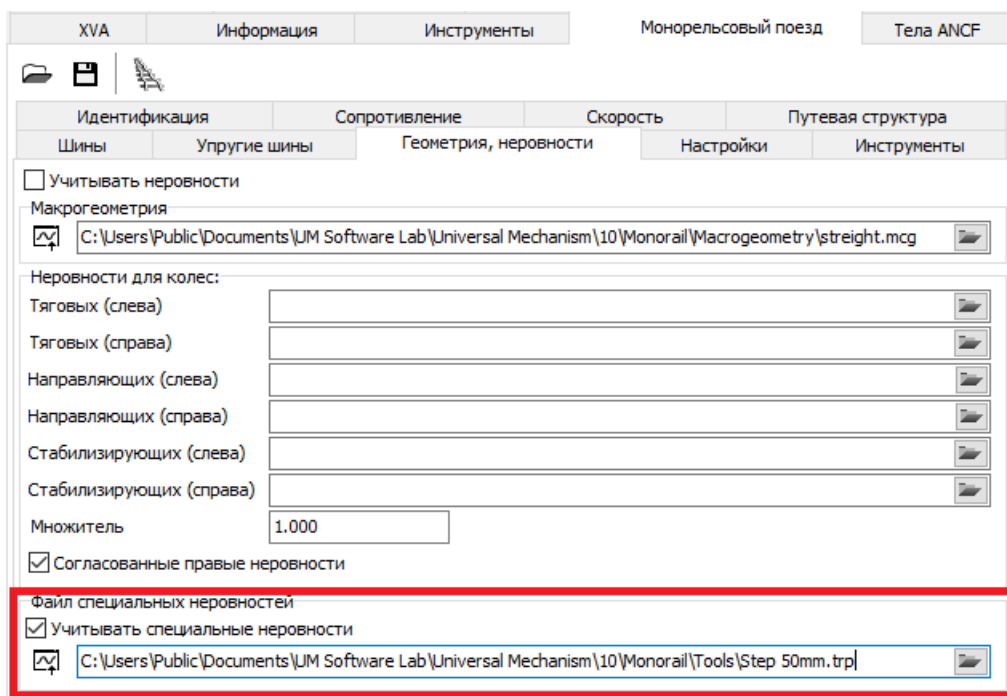 XVA Информация Инструменты Монорельсовый поезд Тела ANCF
Идентификация Сопротивление Скорость Путевая структура
Шины Упругие шины Геометрия, неровности Настройки Инструменты
Учитывать неровности
Макрогеометрия
C:\Users\Public\Documents\UM Software Lab\Universal Mechanism\10\Monorail\Macrogeometry\streight.mcg
Неровности для колес:
Тяговых (слева)
Тяговых (справа)
Направляющих (слева)
Направляющих (справа)
Стабилизирующих (слева)
Стабилизирующих (справа)
Множитель 1.000
Согласованные правые неровности
Файл специальных неровностей
Учитывать специальные неровности
C:\Users\Public\Documents\UM Software Lab\Universal Mechanism\10\Monorail\Tools\Step 50mm.trp